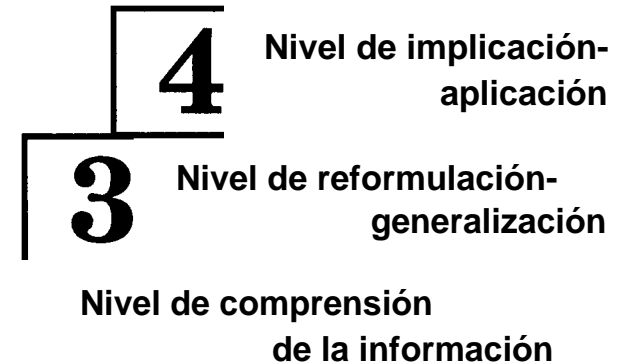 4 Nivel de implicación-
aplicación
3 Nivel de reformulación-
generalización
Nivel de comprensión
de la información